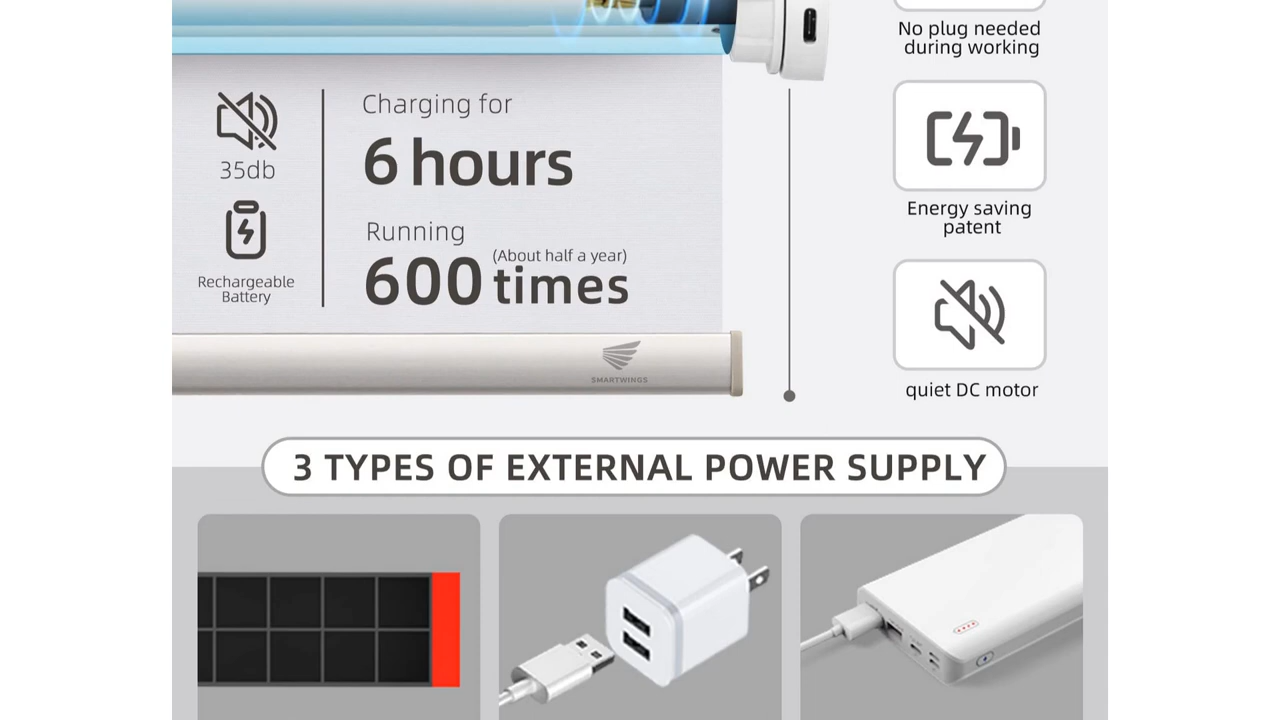 No plug needed
during working
35db
Rechargeable
Battery
Charging for
6 hours
Running
600 times
(About half a year)
Energy saving
patent
quiet DC motor
SMARTWINGS
3 TYPES OF EXTERNAL POWER SUPPLY